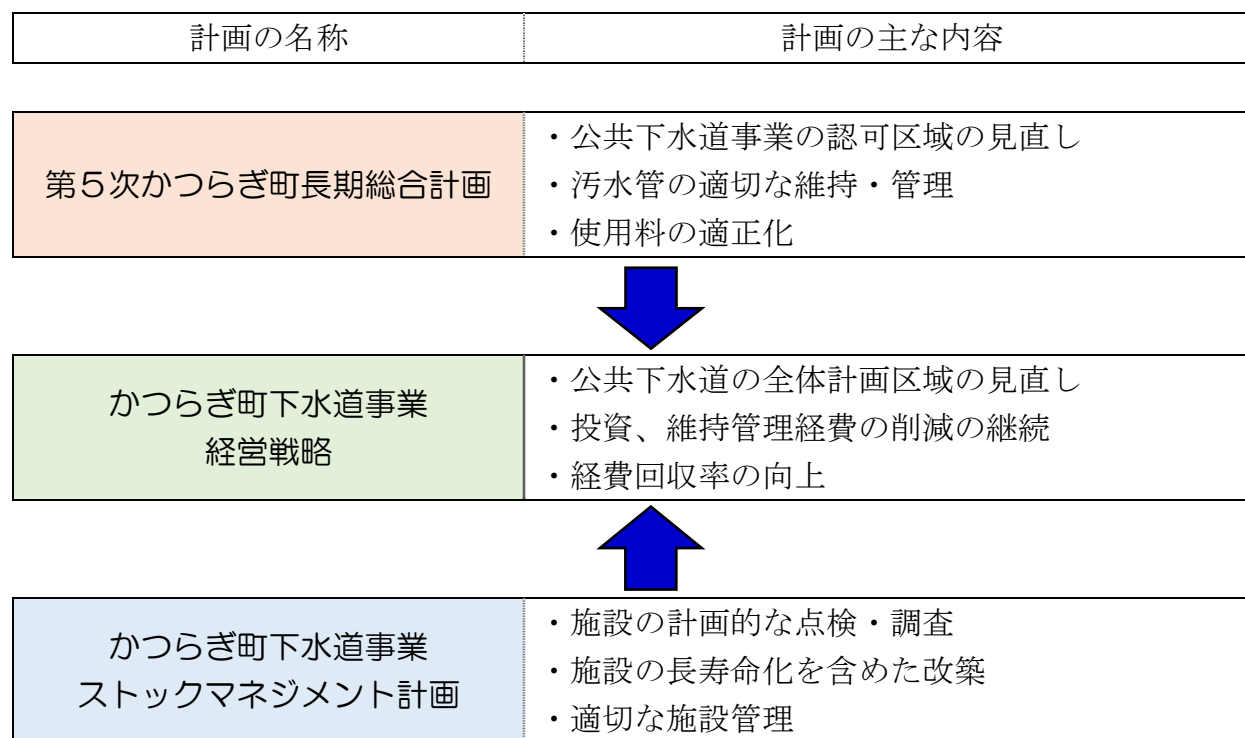 計画の名称
計画の主な内容
第5次かつらぎ町長期総合計画
・公共下水道事業の認可区域の見直し
・汚水管の適切な維持・管理
・使用料の適正化
かつらぎ町下水道事業
経営戦略
・公共下水道の全体計画区域の見直し
・投資、維持管理経費の削減の継続
・経費回収率の向上
かつらぎ町下水道事業
ストックマネジメント計画
・施設の計画的な点検・調査
・施設の長寿命化を含めた改築
・適切な施設管理